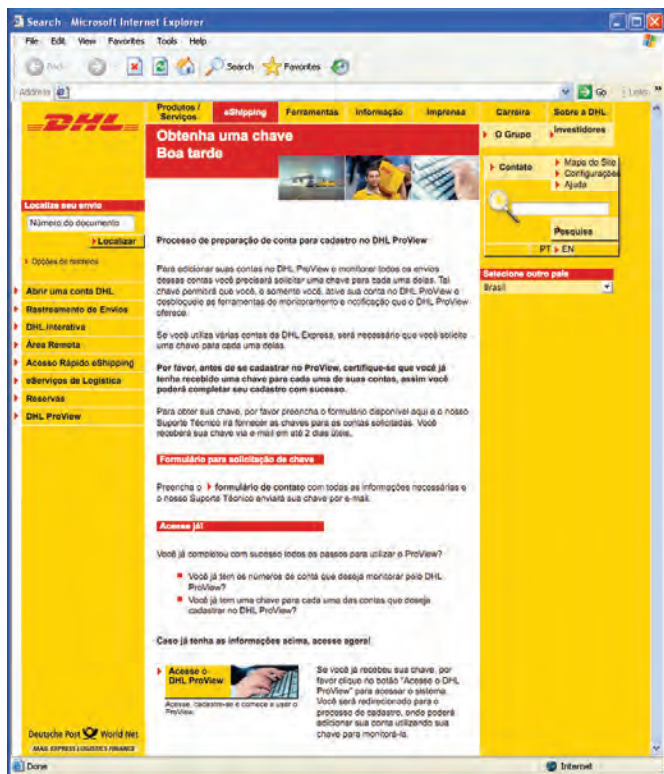 Search - Microsoft Internet Explorer
File Edit View Favorites Tools Help
Search Favorites
Address Go Links »
DHL
Produtos / Serviços eShipping Ferramentas Informação Imprensa Carreira Sobre a DHL
Obtenha uma chave
Boa tarde
O Grupo Investidores
Contato Mapa do Site
Configurações
Ajuda
Pesquisa
PT EN
Selecione outro país
Brasil
Localize seu envio
Número do documento
Localizar
Opções de rastreio
Abrir uma conta DHL
Rastreamento de Envios
DHL Interativa
Área Remota
Acesso Rápido eShipping
eServiços de Logística
Reservas
DHL ProView
Processo de preparação de conta para cadastro no DHL ProView
Para adicionar suas contas no DHL ProView e monitorar todos os envios
dessas contas você precisará solicitar uma chave para cada uma delas. Tal
chave permitirá que você, e somente você, ative sua conta no DHL ProView e
desbloqueie as ferramentas de monitoramento e notificação que o DHL ProView
oferece.
Se você utiliza várias contas da DHL Express, será necessário que você solicite
uma chave para cada uma delas.
Por favor, antes de se cadastrar no ProView, certifique-se que você já
tenha recebido uma chave para cada uma de suas contas, assim você
poderá completar seu cadastro com sucesso.
Para obter sua chave, por favor preencha o formulário disponível aqui e o nosso
Suporte Técnico irá fornecer as chaves para as contas solicitadas. Você
receberá sua chave via e-mail em até 2 dias úteis.
Formulário para solicitação de chave
Preencha o formulário de contato com todas as informações necessárias e
o nosso Suporte Técnico enviará sua chave por e-mail.
Acesse já!
Você já completou com sucesso todos os passos para utilizar o ProView?
Você já tem os números de conta que deseja monitorar pelo DHL
ProView?
Você já tem uma chave para cada uma das contas que deseja
cadastrar no DHL ProView?
Caso já tenha as informações acima, acesse agora!
Acesse o
DHL ProView
Acesse, cadastre-se e comece a usar o
ProView.
Se você já recebeu sua chave, por
favor clique no botão "Acesse o DHL
ProView" para acessar o sistema.
Você será redirecionado para o
processo de cadastro, onde poderá
adicionar sua conta utilizando sua
chave para monitorá-la.
Deutsche Post World Net
MAIL EXPRESS LOGISTICS FINANCE
Done Internet